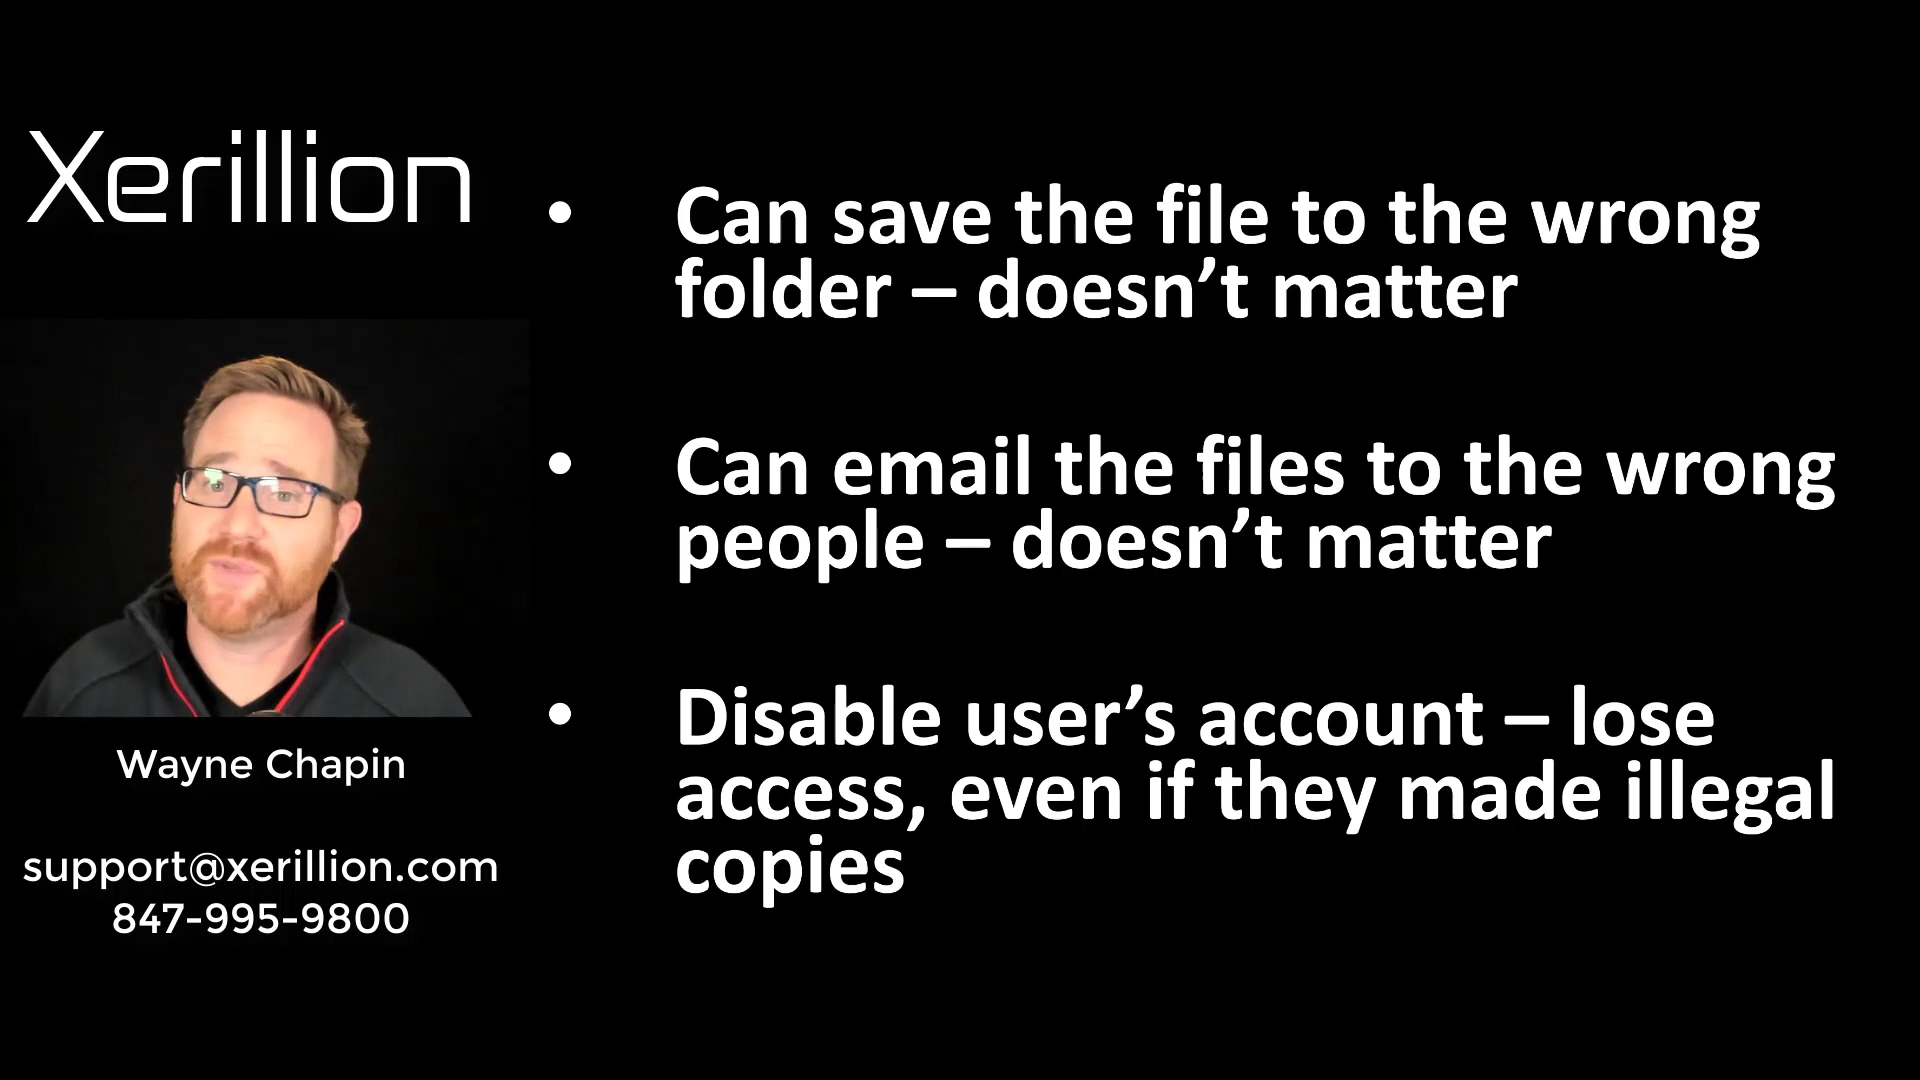 Xerillion
• Can save the file to the wrong
folder – doesn’t matter
• Can email the files to the wrong
people – doesn’t matter
• Disable user’s account – lose
access, even if they made illegal
copies
Wayne Chapin
support@xerillion.com
847-995-9800